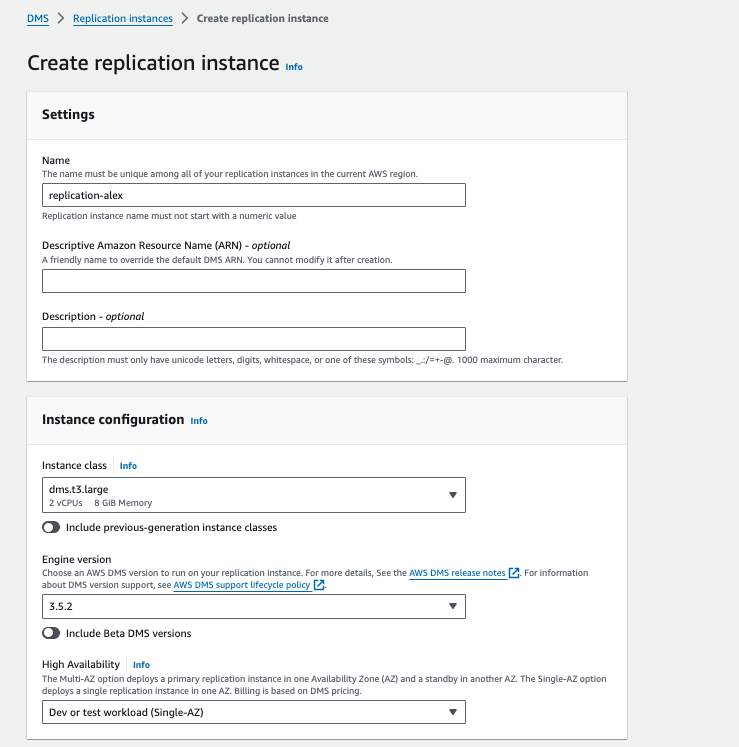 DMS > Replication instances > Create replication instance
Create replication instance Info
Settings
Name
The name must be unique among all of your replication instances in the current AWS region.
replication-alex
Replication instance name must not start with a numeric value
Descriptive Amazon Resource Name (ARN) - optional
A friendly name to override the default DMS ARN. You cannot modify it after creation.
Description - optional
The description must only have unicode letters, digits, whitespace, or one of these symbols: _.:/=+-@. 1000 maximum character.
Instance configuration Info
Instance class Info
dms.t3.large
2 vCPUs 8 GiB Memory
Include previous-generation instance classes
Engine version
Choose an AWS DMS version to run on your replication instance. For more details, See the AWS DMS release notes. For information
about DMS version support, see AWS DMS support lifecycle policy.
3.5.2
Include Beta DMS versions
High Availability Info
The Multi-AZ option deploys a primary replication instance in one Availability Zone (AZ) and a standby in another AZ. The Single-AZ option
deploys a single replication instance in one AZ. Billing is based on DMS pricing.
Dev or test workload (Single-AZ)